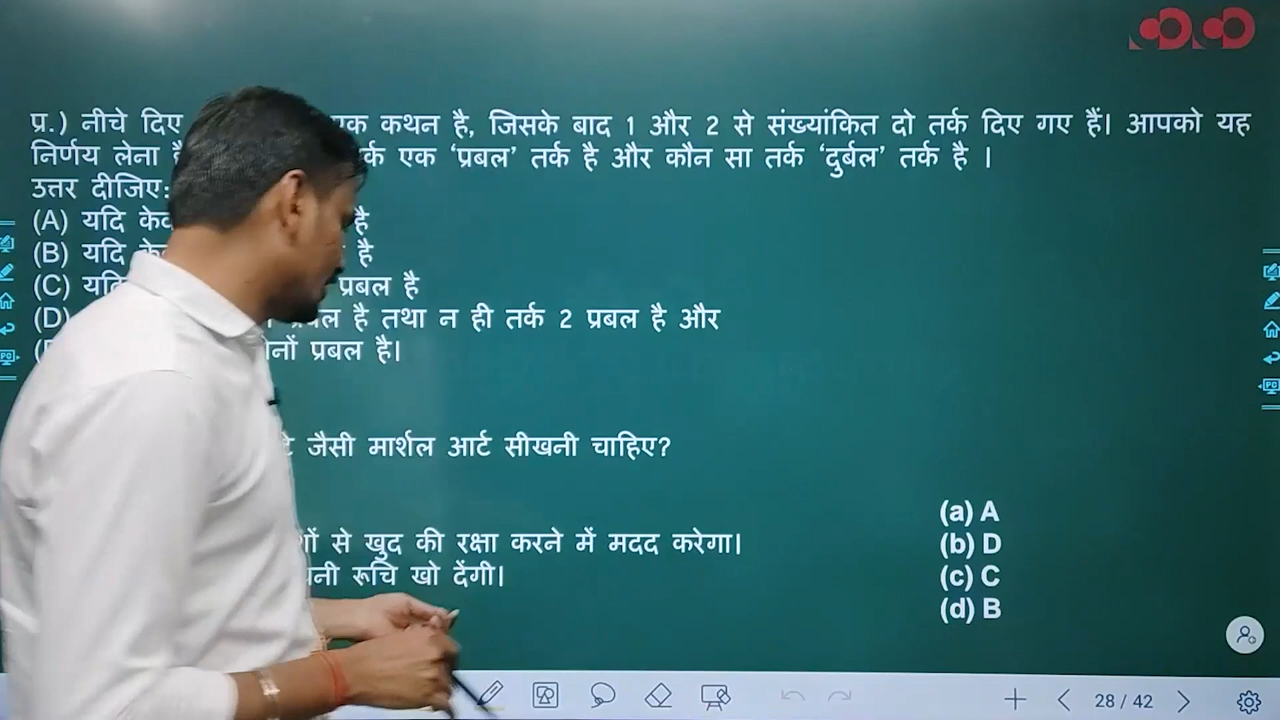 प्र.) नीचे दिए एक कथन है, जिसके बाद 1 और 2 से संख्यांकित दो तर्क दिए गए हैं। आपको यह
निर्णय लेना एक ‘प्रबल’ तर्क है और कौन सा तर्क ‘दुर्बल’ तर्क है ।
उत्तर दीजिए:
(A) यदि है
(B) यदि है
(C) प्रबल है
(D) है तथा न ही तर्क 2 प्रबल है और
प्रबल है।
जैसी मार्शल आर्ट सीखनी चाहिए?
से खुद की रक्षा करने में मदद करेगा।
रूचि खो देंगी।
(a) A
(b) D
(c) C
(d) B
28 / 42